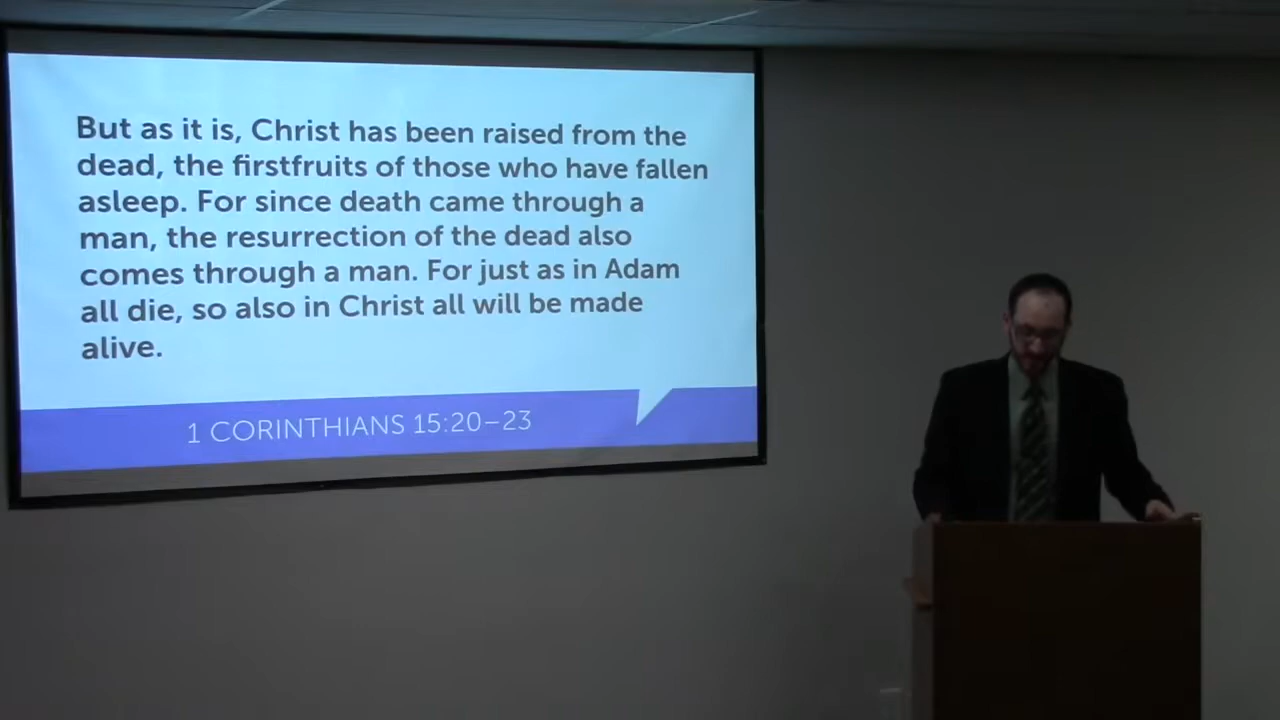 But as it is, Christ has been raised from the
dead, the firstfruits of those who have fallen
asleep. For since death came through a
man, the resurrection of the dead also
comes through a man. For just as in Adam
all die, so also in Christ all will be made
alive.
1 CORINTHIANS 15:20–23